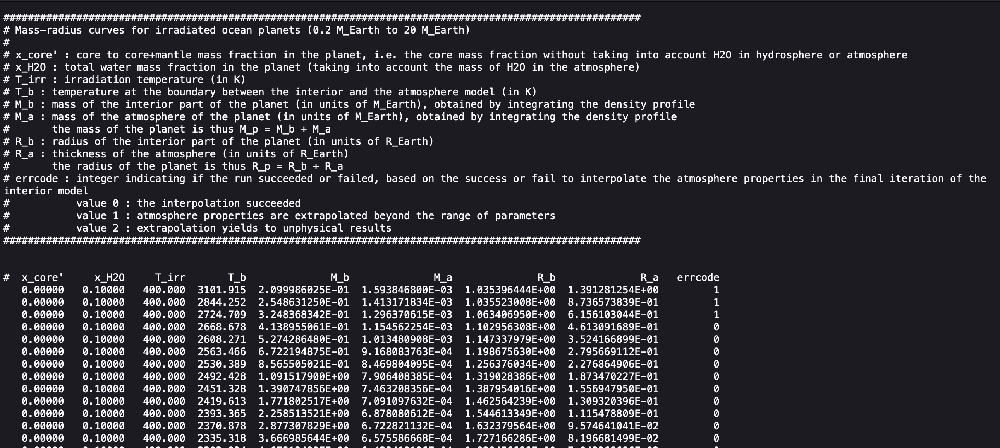 #########################################################################################################
# Mass-radius curves for irradiated ocean planets (0.2 M_Earth to 20 M_Earth)
#
# x_core' : core to core+mantle mass fraction in the planet, i.e. the core mass fraction without taking into account H2O in hydrosphere or atmosphere
# x_H2O : total water mass fraction in the planet (taking into account the mass of H2O in the atmosphere)
# T_irr : irradiation temperature (in K)
# T_b : temperature at the boundary between the interior and the atmosphere model (in K)
# M_b : mass of the interior part of the planet (in units of M_Earth), obtained by integrating the density profile
# M_a : mass of the atmosphere of the planet (in units of M_Earth), obtained by integrating the density profile
#       the mass of the planet is thus M_p = M_b + M_a
# R_b : radius of the interior part of the planet (in units of R_Earth)
# R_a : thickness of the atmosphere (in units of R_Earth)
#       the radius of the planet is thus R_p = R_b + R_a
# errcode : integer indicating if the run succeeded or failed, based on the success or fail to interpolate the atmosphere properties in the final iteration of the
interior model
#           value 0 : the interpolation succeeded
#           value 1 : atmosphere properties are extrapolated beyond the range of parameters
#           value 2 : extrapolation yields to unphysical results
#########################################################################################################
#  x_core'     x_H2O     T_irr       T_b              M_b              M_a              R_b              R_a   errcode
   0.00000   0.10000   400.000  3101.915  2.099986025E-01  1.593846800E-03  1.035396444E+00  1.391281254E+00         1
   0.00000   0.10000   400.000  2844.252  2.548631250E-01  1.413171834E-03  1.035523008E+00  8.736573839E-01         1
   0.00000   0.10000   400.000  2724.709  3.248368342E-01  1.296370615E-03  1.063406950E+00  6.156103044E-01         1
   0.00000   0.10000   400.000  2668.678  4.138955061E-01  1.154562254E-03  1.102956308E+00  4.613091689E-01         0
   0.00000   0.10000   400.000  2608.271  5.274286480E-01  1.013480908E-03  1.147337979E+00  3.524166899E-01         0
   0.00000   0.10000   400.000  2563.466  6.722194875E-01  9.168083763E-04  1.198675630E+00  2.795669112E-01         0
   0.00000   0.10000   400.000  2530.389  8.565505021E-01  8.469804095E-04  1.256376034E+00  2.276864906E-01         0
   0.00000   0.10000   400.000  2492.428  1.091517900E+00  7.906408385E-04  1.319028386E+00  1.873470227E-01         0
   0.00000   0.10000   400.000  2451.328  1.390747856E+00  7.463208356E-04  1.387954016E+00  1.556947950E-01         0
   0.00000   0.10000   400.000  2419.613  1.771802517E+00  7.091097632E-04  1.462564239E+00  1.309320396E-01         0
   0.00000   0.10000   400.000  2393.365  2.258513521E+00  6.878080612E-04  1.544613349E+00  1.115478809E-01         0
   0.00000   0.10000   400.000  2370.878  2.877307829E+00  6.722821132E-04  1.632379564E+00  9.574641041E-02         0
   0.00000   0.10000   400.000  2335.318  3.666985644E+00  6.575586668E-04  1.727166286E+00  8.196681499E-02         0